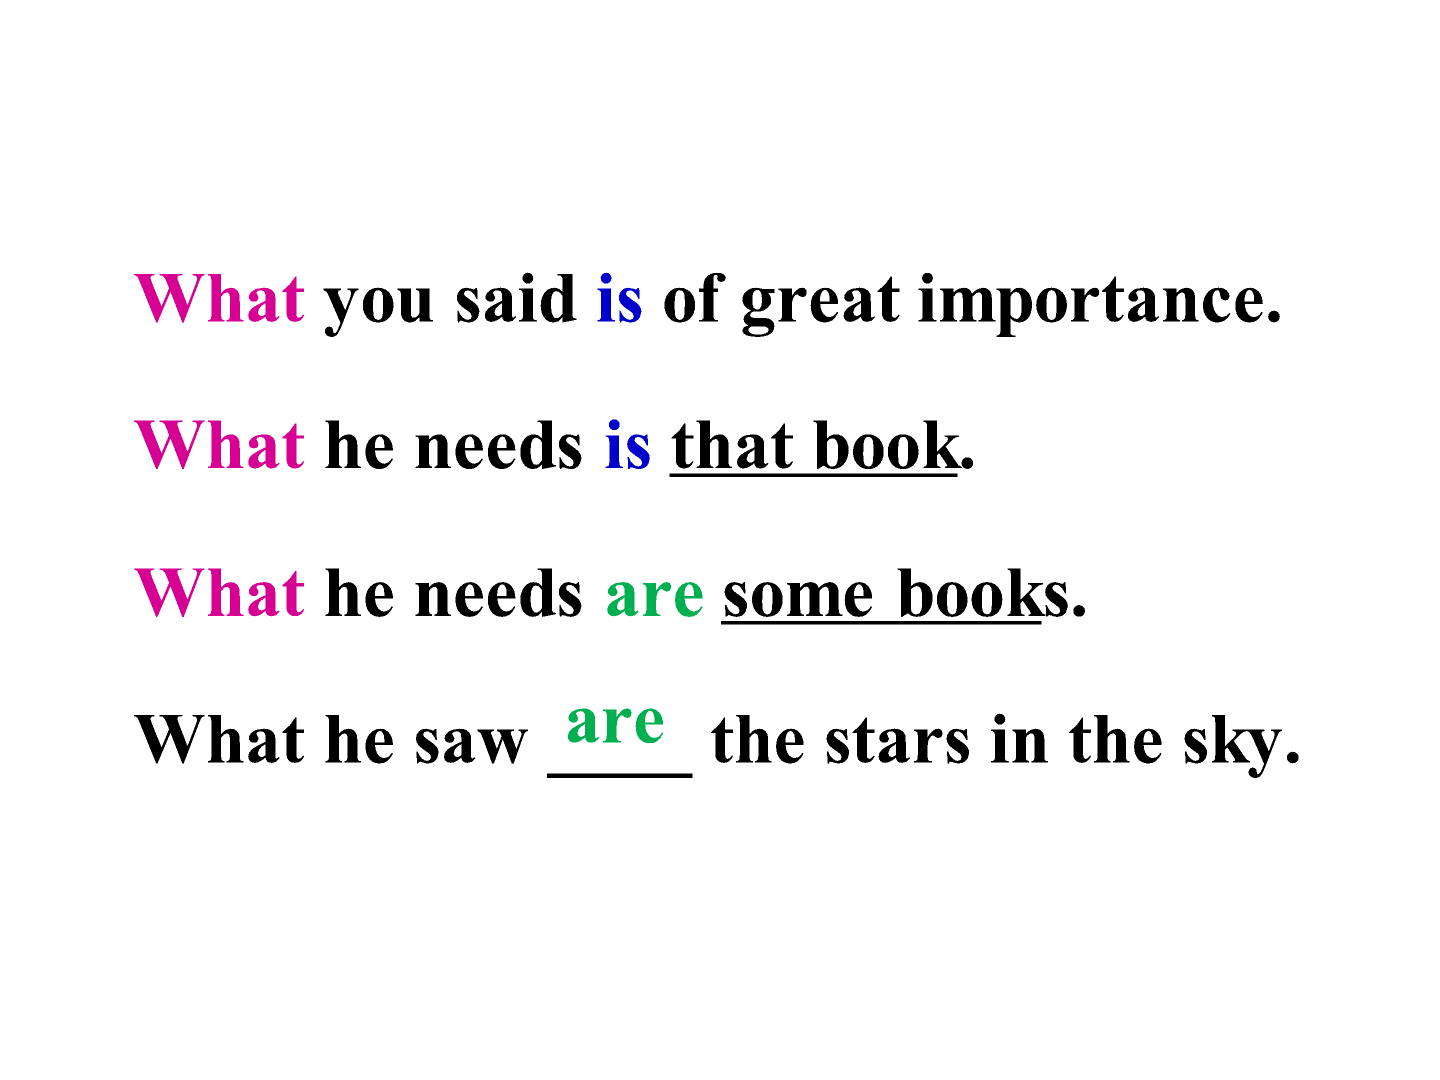 What you said is of great importance.
What he needs is that book.
What he needs are some books.
What he saw are the stars in the sky.